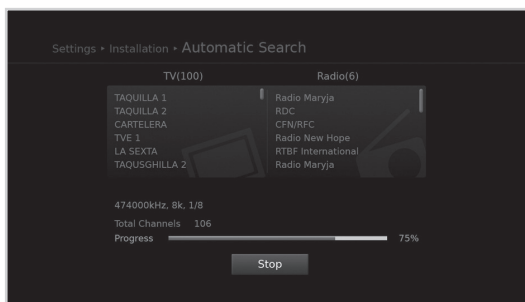 Settings ▸ Installation ▸ Automatic Search
TV(100)
TAQUILLA 1
TAQUILLA 2
CARTELERA
TVE 1
LA SEXTA
TAQUSGHILLA 2
Radio(6)
Radio Maryja
RDC
CFN/RFC
Radio New Hope
RTBF International
Radio Maryja
474000kHz, 8k, 1/8
Total Channels 106
Progress 75%
Stop